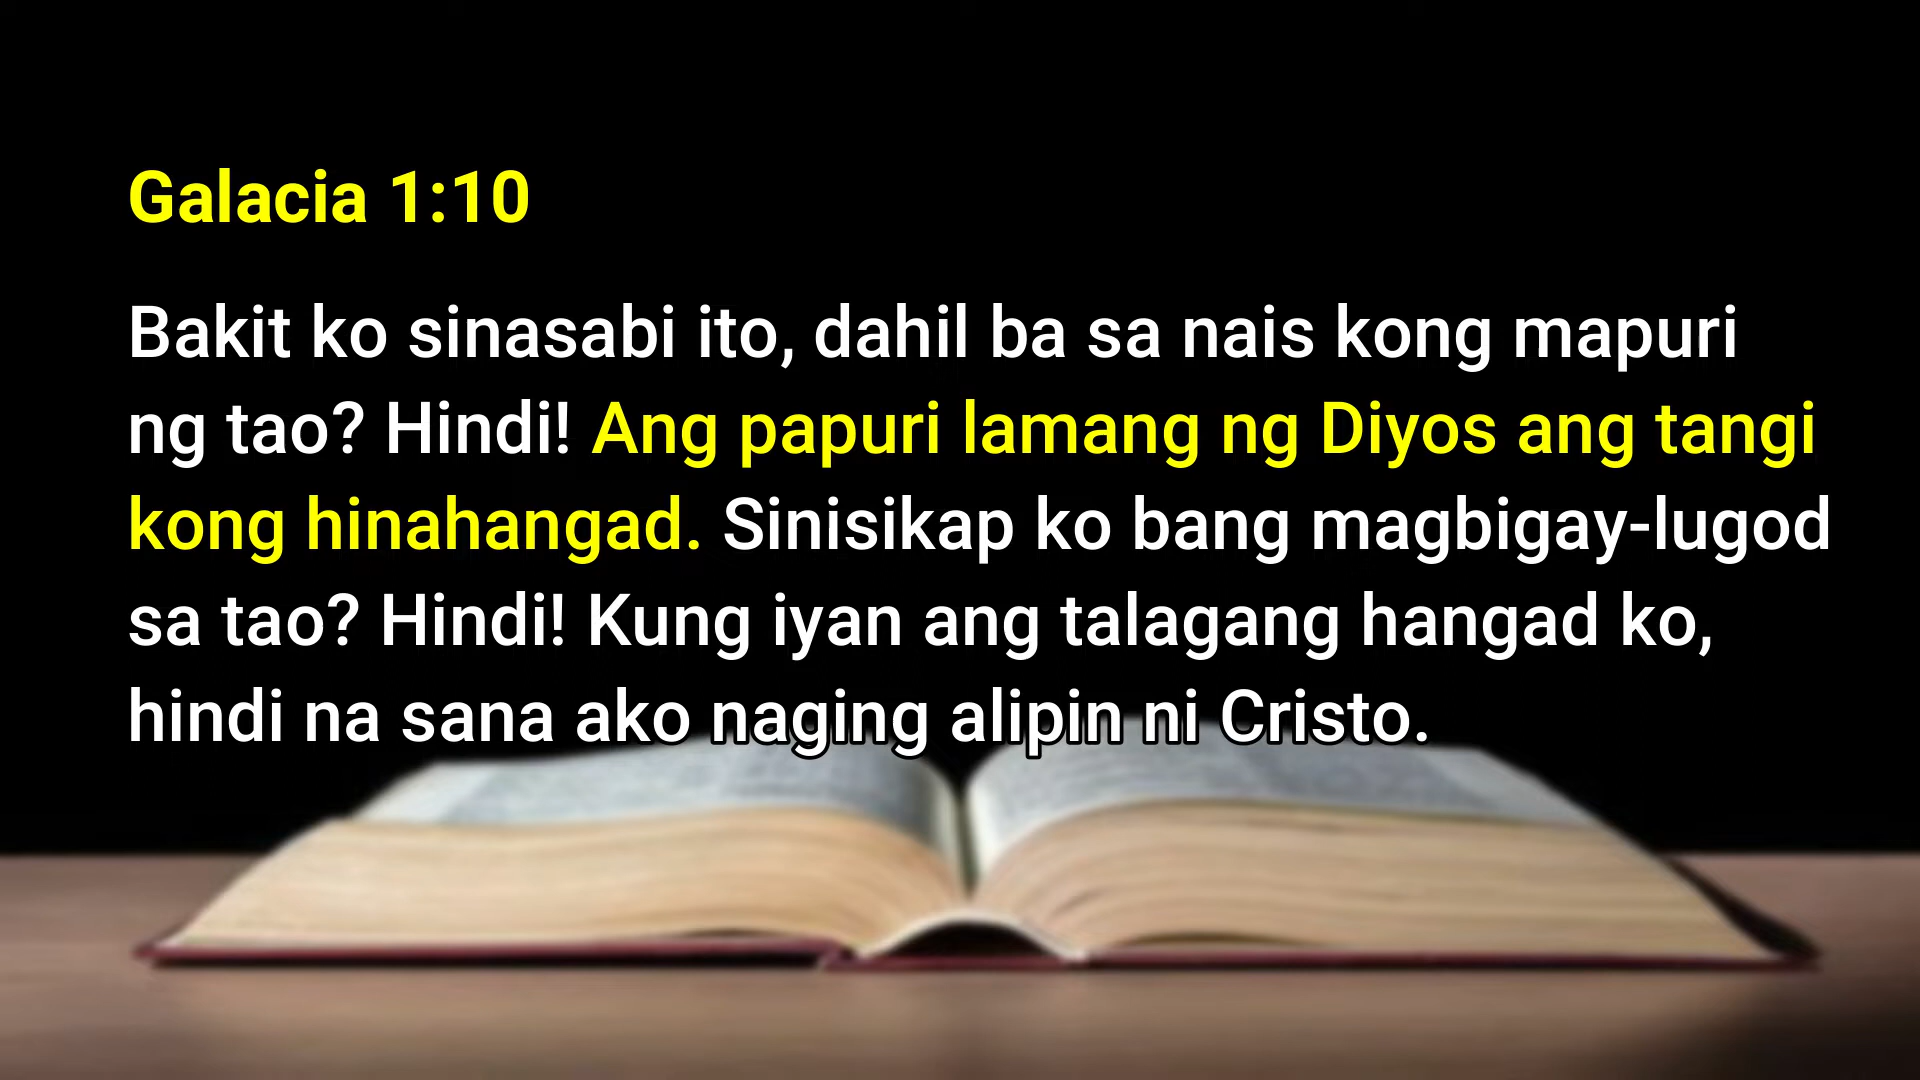 Galacia 1:10
Bakit ko sinasabi ito, dahil ba sa nais kong mapuri
ng tao? Hindi! Ang papuri lamang ng Diyos ang tangi
kong hinahangad. Sinisikap ko bang magbigay-lugod
sa tao? Hindi! Kung iyan ang talagang hangad ko,
hindi na sana ako naging alipin ni Cristo.